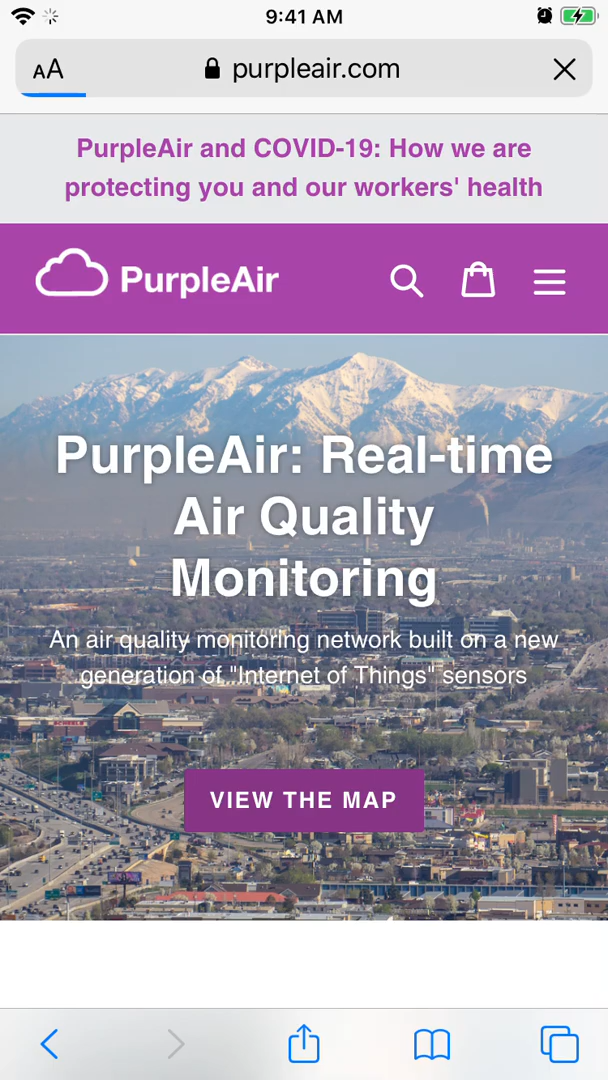 9:41 AM
AA purpleair.com
PurpleAir and COVID-19: How we are
protecting you and our workers' health
PurpleAir
PurpleAir: Real-time
Air Quality
Monitoring
An air quality monitoring network built on a new
generation of "Internet of Things" sensors
VIEW THE MAP